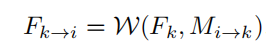 F_{k→i} = 𝒲(F_k, M_{i→k})